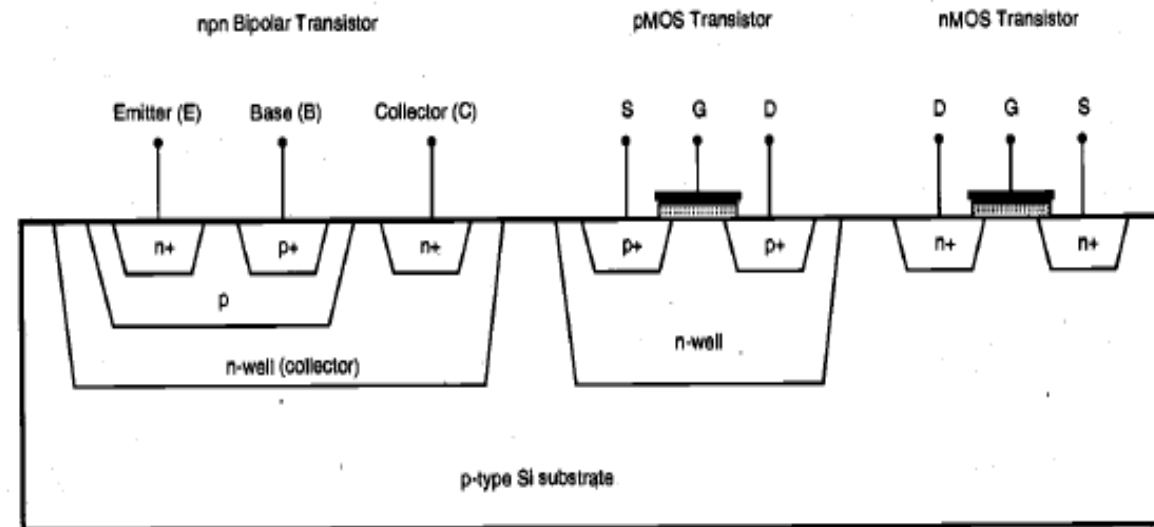 npn Bipolar Transistor
pMOS Transistor
nMOS Transistor
Emitter (E)
Base (B)
Collector (C)
S
G
D
D
G
S
n+
p+
n+
p+
p+
n+
n+
p
n-well (collector)
n-well
p-type Si substrate